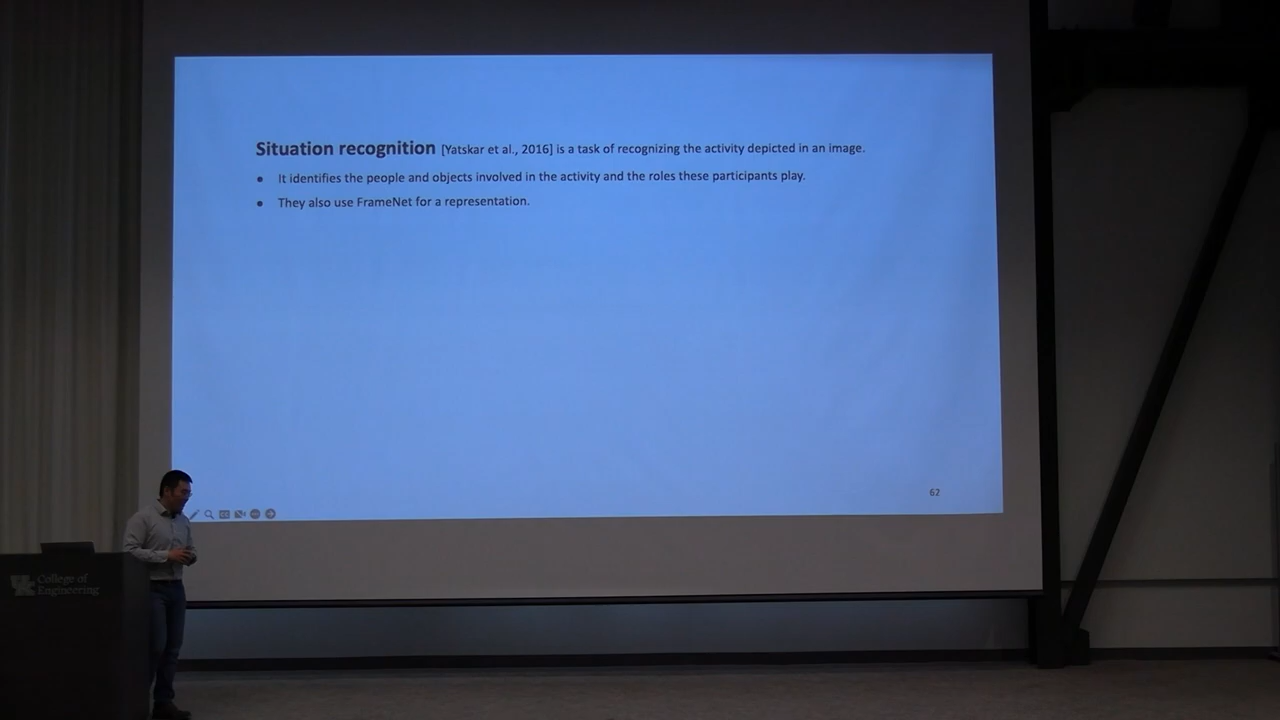 Situation recognition [Yatskar et al., 2016] is a task of recognizing the activity depicted in an image.
• It identifies the people and objects involved in the activity and the roles these participants play.
• They also use FrameNet for a representation.
62
UK College of
Engineering